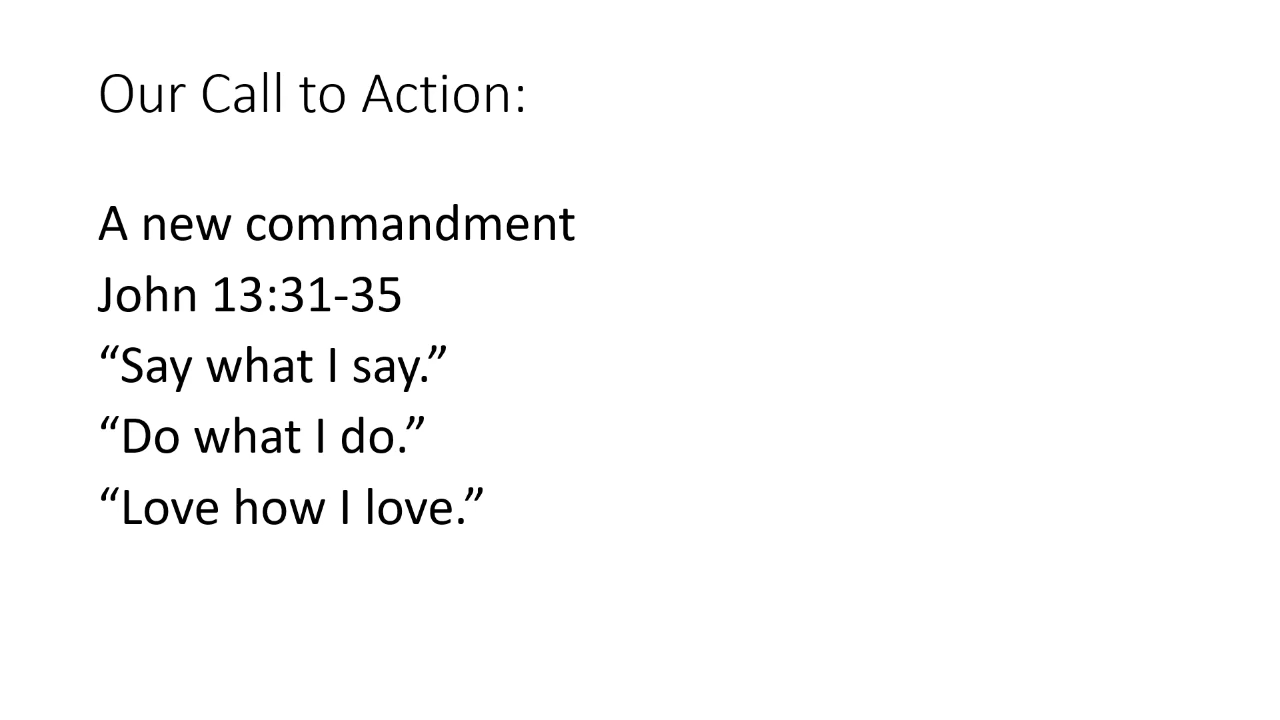 Our Call to Action:
A new commandment
John 13:31-35
“Say what I say.”
“Do what I do.”
“Love how I love.”